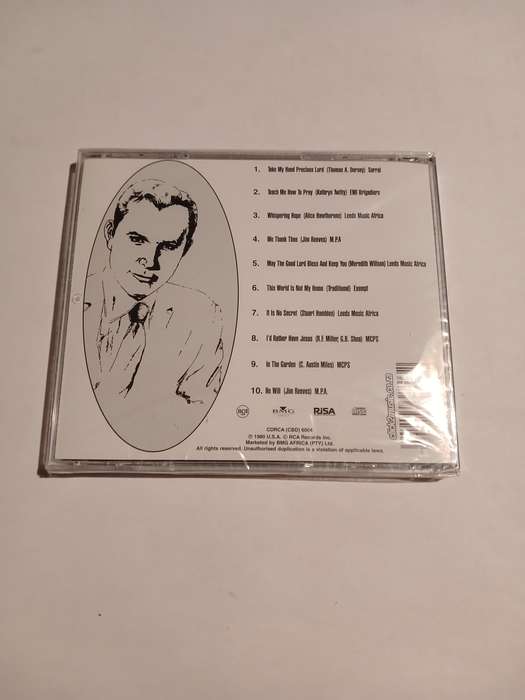 1. Take My Hand Precious Lord (Thomas A. Dorsey) Sarrol
2. Teach Me How To Pray (Kathryn Twitty) EMI Brigadiers
3. Whispering Hope (Alice Hawthorne) Leeds Music Africa
4. We Thank Thee (Jim Reeves) M.P.A
5. May The Good Lord Bless And Keep You (Meredith Willson) Leeds Music Africa
6. This World Is Not My Home (Traditional) Exempt
7. It Is No Secret (Stuart Hamblen) Leeds Music Africa
8. I'd Rather Have Jesus (R.F. Miller, G.B. Shea) MCPS
9. In The Garden (C. Austin Miles) MCPS
10. He Will (Jim Reeves) M.P.A.
RCA BMG RiSA
CDRCA (CBD) 6004
℗ 1980 U.S.A. © RCA Records Inc.
Marketed by BMG AFRICA (PTY) Ltd.
All rights reserved. Unauthorised duplication is a violation of applicable laws.